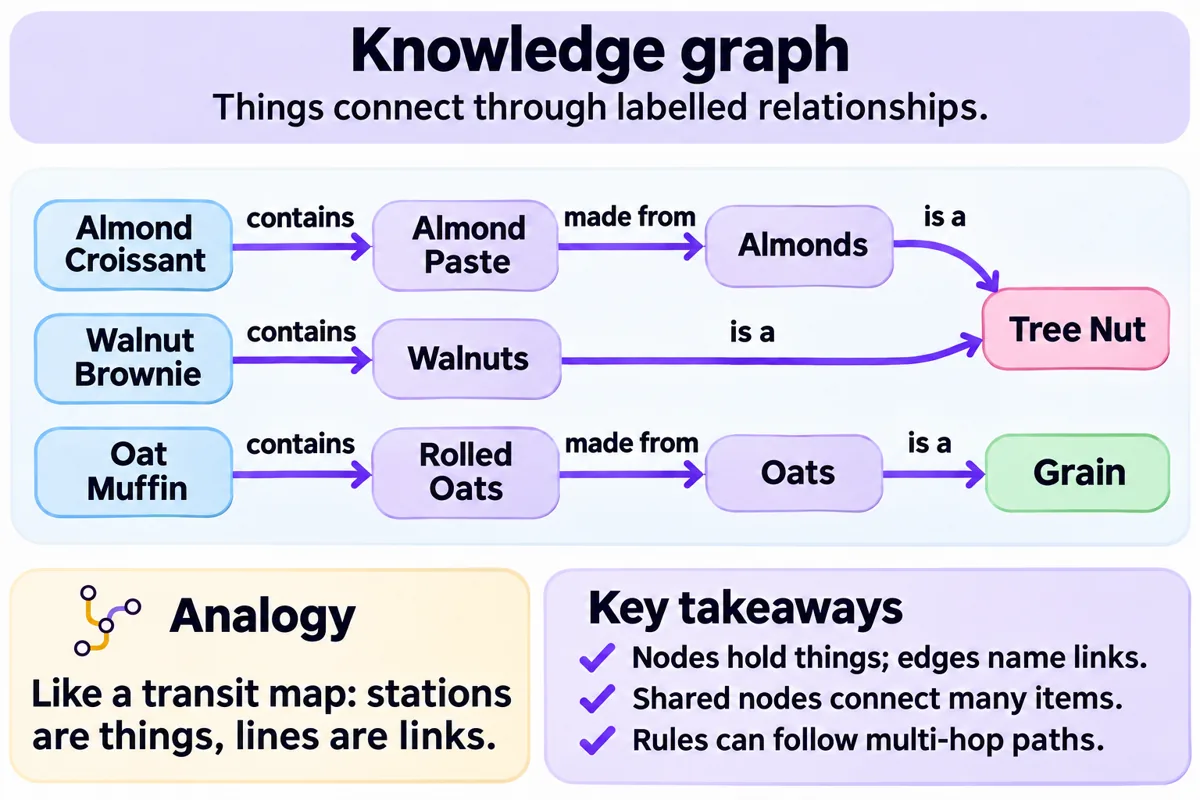 Knowledge graph
Things connect through labelled relationships.
Almond
Croissant
contains
Almond
Paste
made from
Almonds
is a
Tree Nut
Walnut
Brownie
contains
Walnuts
is a
Oat
Muffin
contains
Rolled
Oats
made from
Oats
is a
Grain
Analogy
Like a transit map: stations
are things, lines are links.
Key takeaways
Nodes hold things; edges name links.
Shared nodes connect many items.
Rules can follow multi-hop paths.